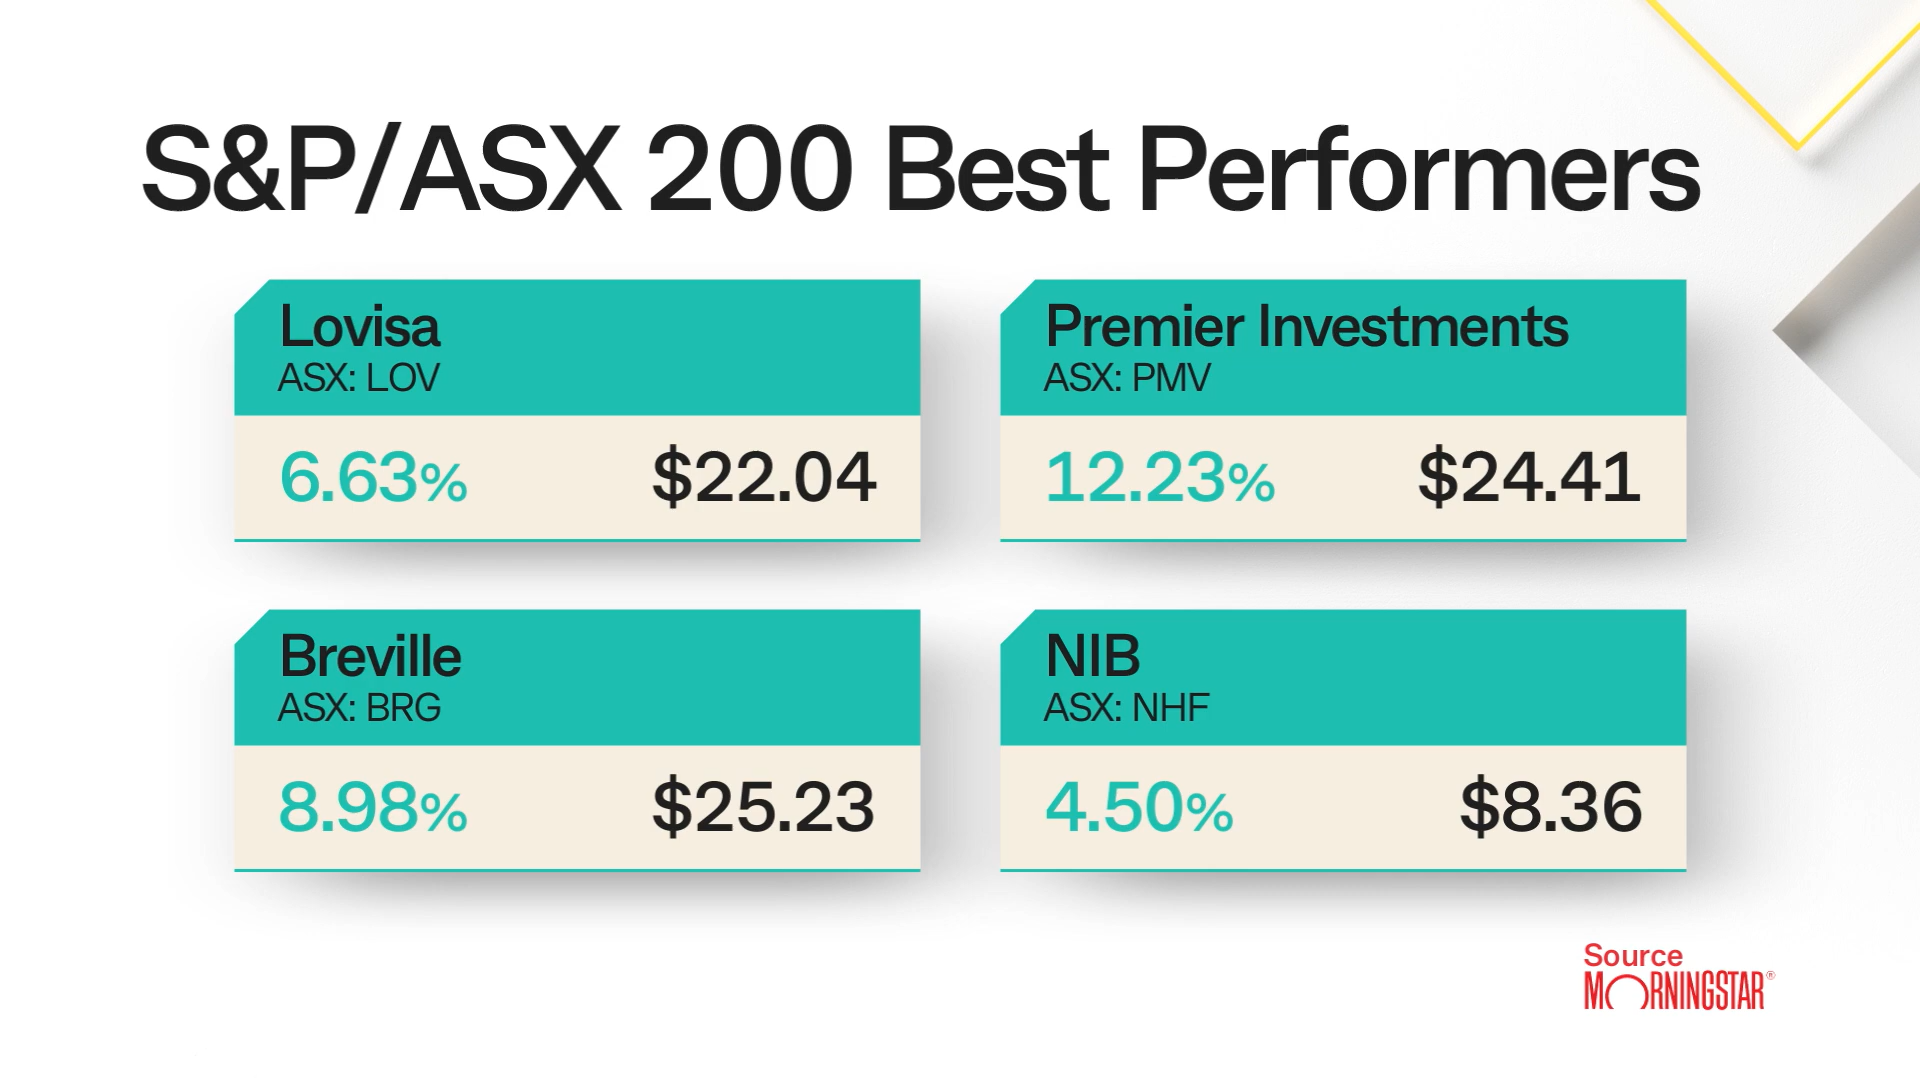 S&P/ASX 200 Best Performers
Lovisa
ASX: LOV
6.63% $22.04
Premier Investments
ASX: PMV
12.23% $24.41
Breville
ASX: BRG
8.98% $25.23
NIB
ASX: NHF
4.50% $8.36
Source
MORNINGSTAR®